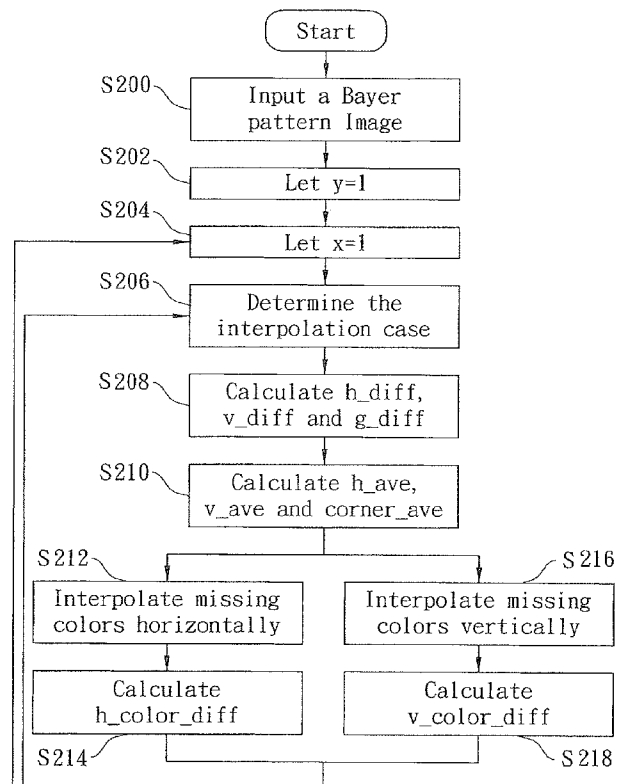 Start
S200
Input a Bayer
pattern Image
S202
Let y=1
S204
Let x=1
S206
Determine the
interpolation case
S208
Calculate h_diff,
v_diff and g_diff
S210
Calculate h_ave,
v_ave and corner_ave
S212
Interpolate missing
colors horizontally
S216
Interpolate missing
colors vertically
Calculate
h_color_diff
S214
Calculate
v_color_diff
S218